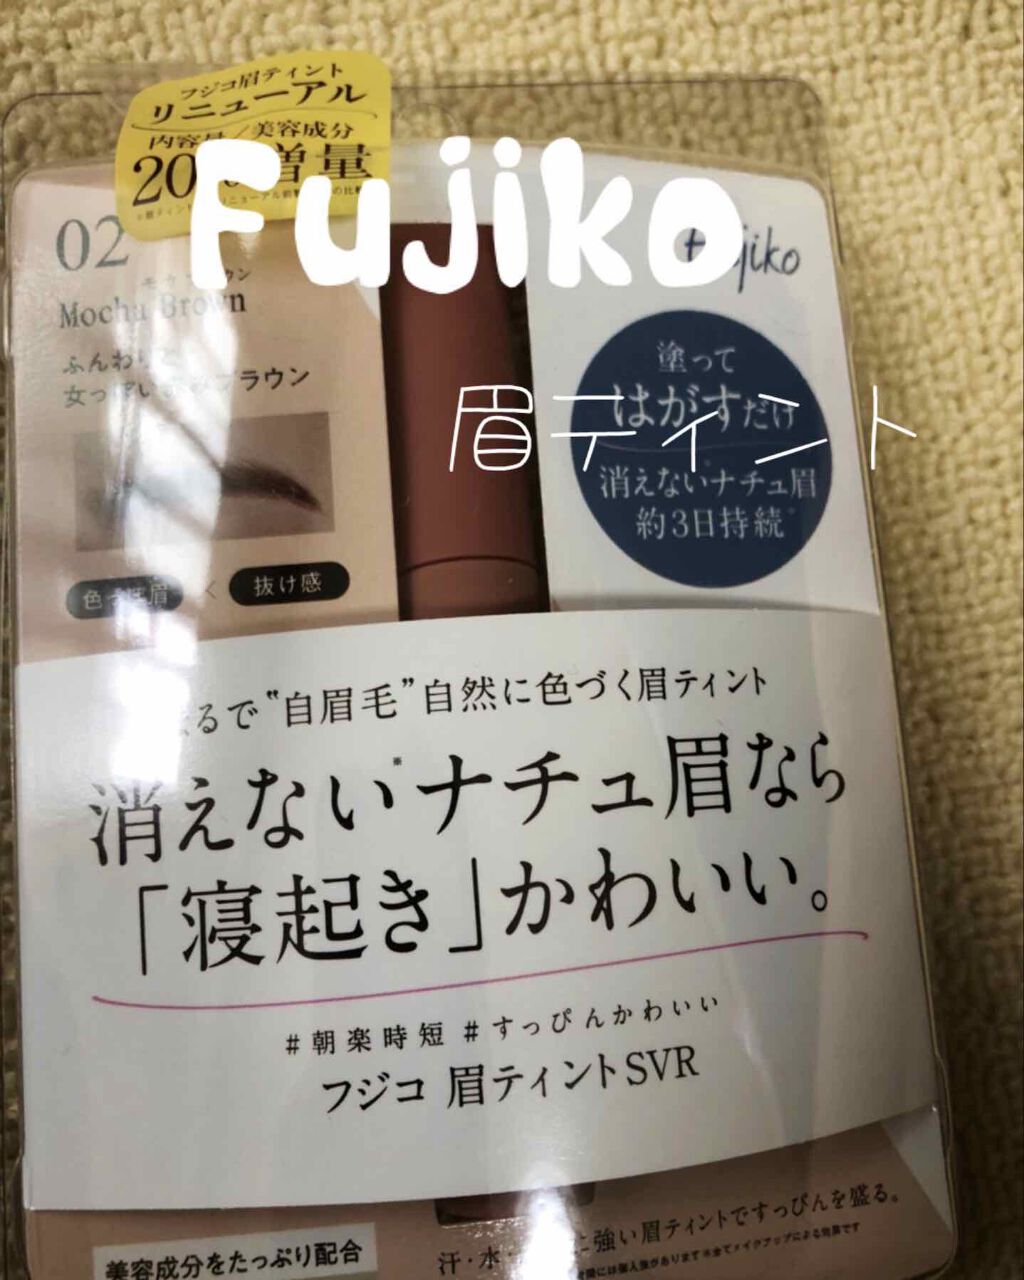 フジコ眉ティント
リニューアル
内容量/美容成分
増量
Fujiko
02
Mocha Brown
Fujiko
ふんわり
ブラウン
眉ティント
塗って
はがすだけ
消えないナチュ眉
約3日持続※
抜け感
るで"自眉毛"自然に色づく眉ティント
消えない※ナチュ眉なら
「寝起き」かわいい。
#朝楽時短 #すっぴんかわいい
フジコ 眉ティントSVR
汗・水・
に強い眉ティントですっぴんを盛る。
美容成分をたっぷり配合